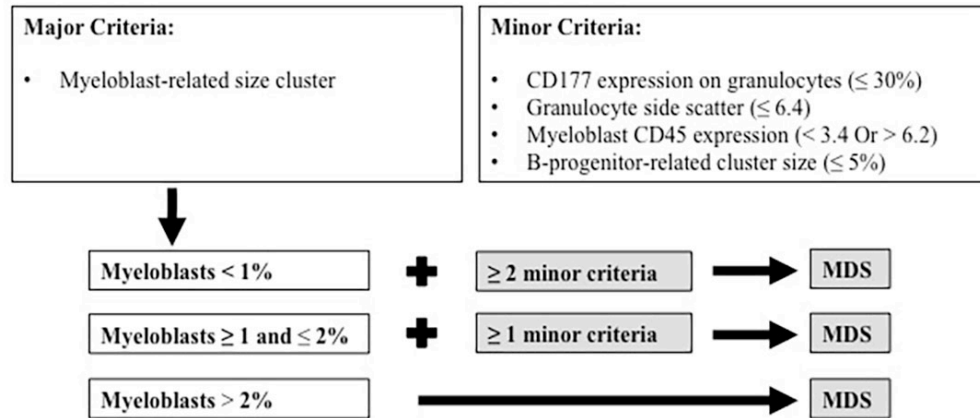 Major Criteria:
• Myeloblast-related size cluster
Minor Criteria:
• CD177 expression on granulocytes (≤ 30%)
• Granulocyte side scatter (≤ 6.4)
• Myeloblast CD45 expression (< 3.4 Or > 6.2)
• B-progenitor-related cluster size (≤ 5%)
Myeloblasts < 1% + ≥ 2 minor criteria MDS
Myeloblasts ≥ 1 and ≤ 2% + ≥ 1 minor criteria MDS
Myeloblasts > 2% MDS